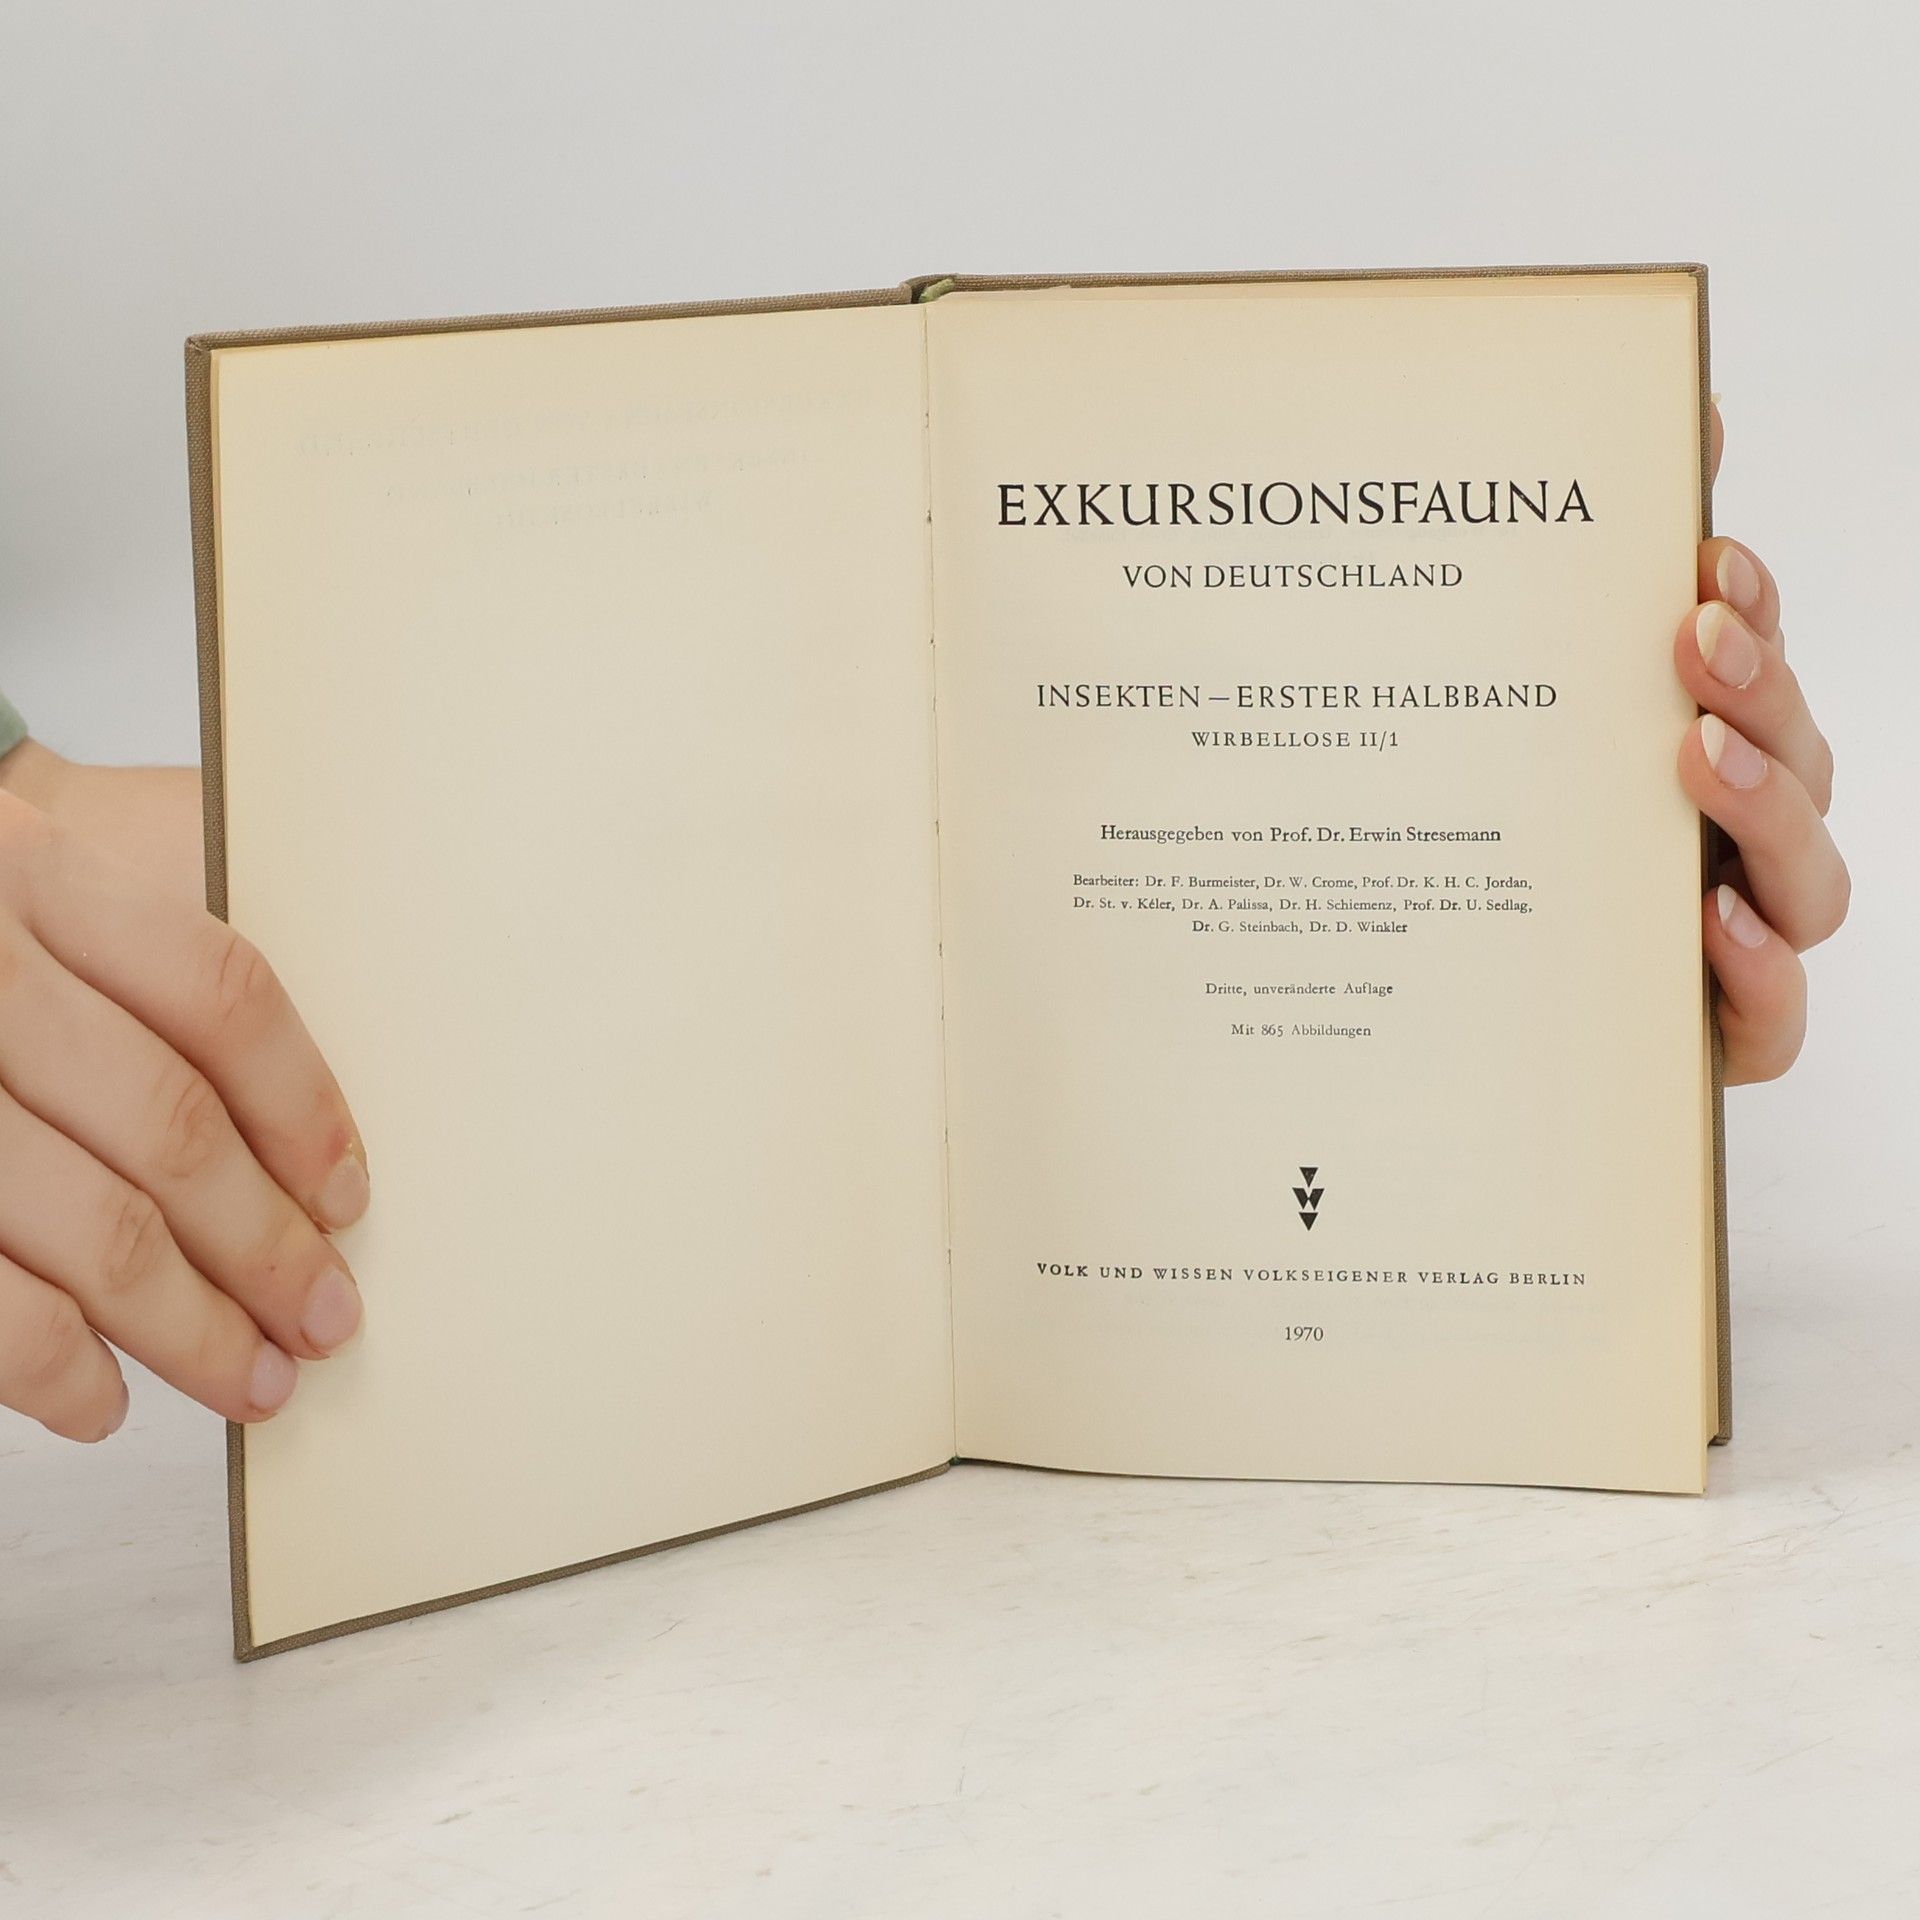 EXKURSIONSFAUNA
VON DEUTSCHLAND
INSEKTEN – ERSTER HALBBAND
WIRBELLOSE II/1
Herausgegeben von Prof. Dr. Erwin Stresemann
Bearbeiter: Dr. F. Burmeister, Dr. W. Crome, Prof. Dr. K. H. C. Jordan,
Dr. St. v. Kéler, Dr. A. Palissa, Dr. H. Schiemenz, Prof. Dr. U. Sedlag,
Dr. G. Steinbach, Dr. D. Winkler
Dritte, unveränderte Auflage
Mit 865 Abbildungen
VOLK UND WISSEN VOLKSEIGENER VERLAG BERLIN
1970